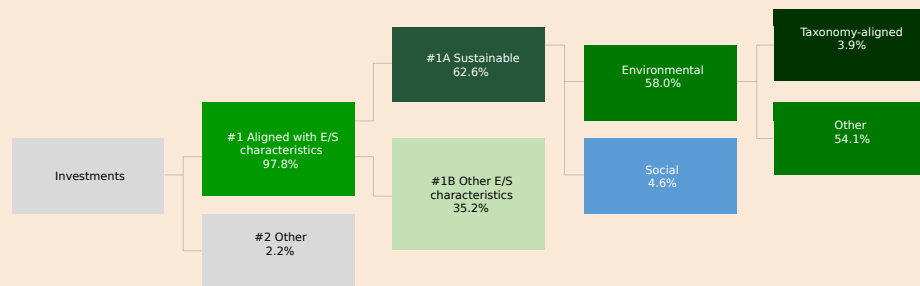 Investments
#1 Aligned with E/S
characteristics
97.8%
#2 Other
2.2%
#1A Sustainable
62.6%
#1B Other E/S
characteristics
35.2%
Environmental
58.0%
Social
4.6%
Taxonomy-aligned
3.9%
Other
54.1%